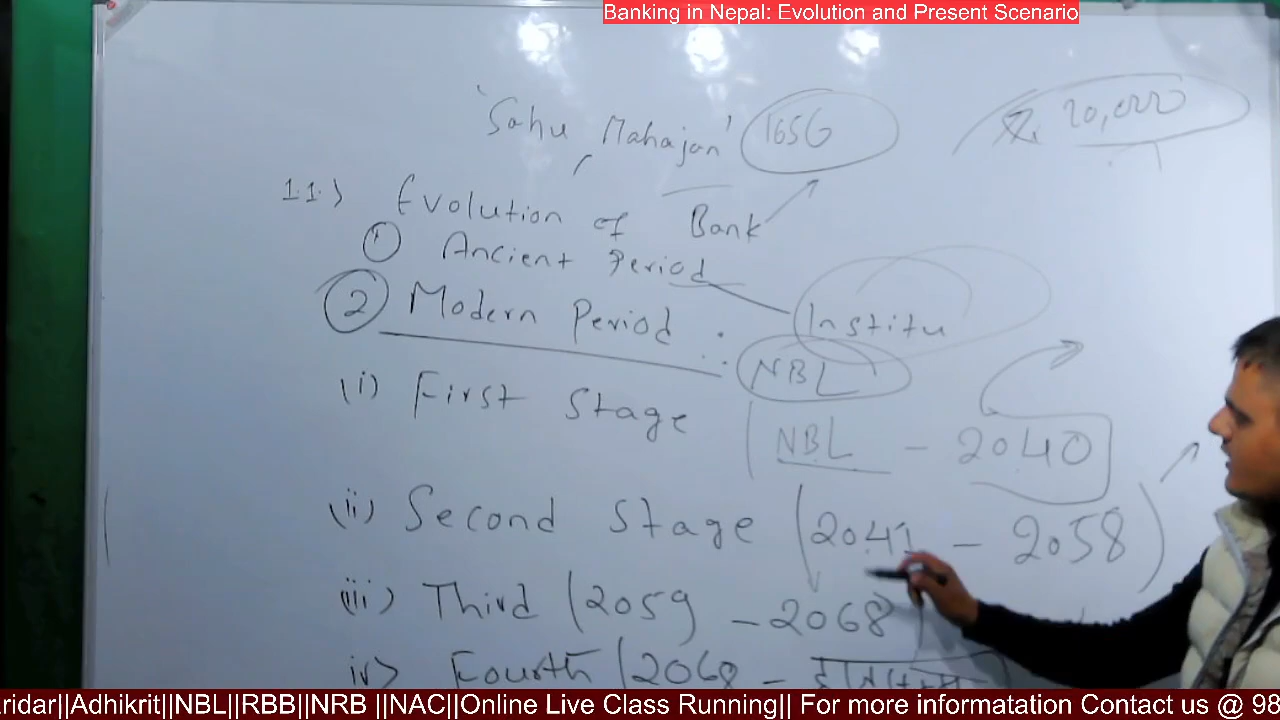 Banking in Nepal: Evolution and Present Scenario
'Sahu Mahajan' 1656
20,000
1.1.) Evolution of Bank
① Ancient Period
② Modern Period : Institu
NBL
(i) First Stage (NBL - 2040
(ii) Second Stage (2041 - 2058)
(iii) Third (2059 - 2068)
iv) Fourth (2068 -
ridar||Adhikrit||NBL||RBB||NRB ||NAC||Online Live Class Running|| For more informatation Contact us @ 98